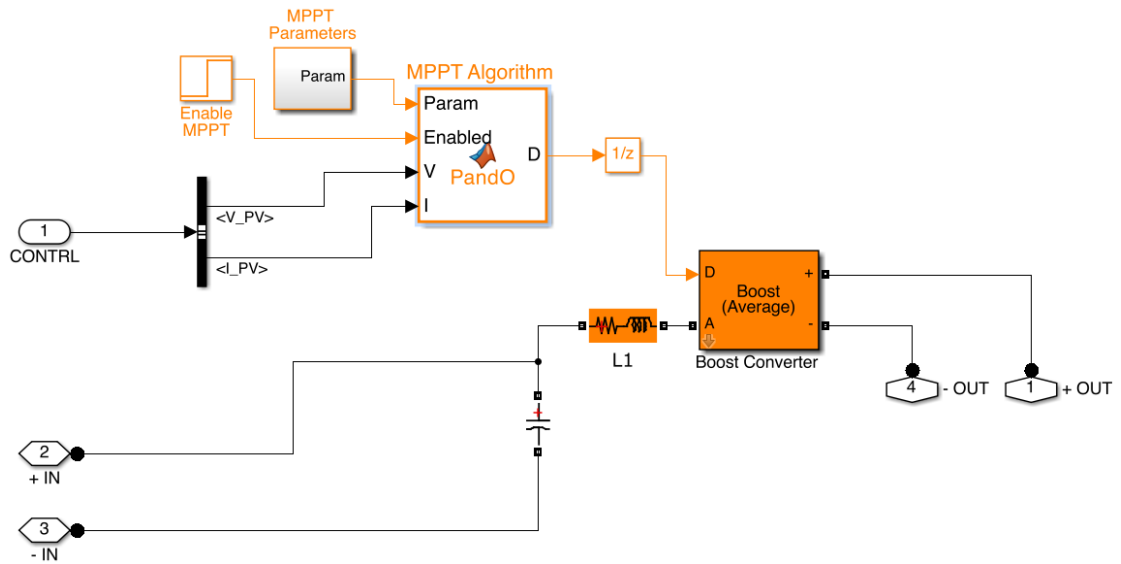 MPPT
Parameters
Param
Enable
MPPT
MPPT Algorithm
Param
Enabled
V
I
D
PandO
1/z
1
CONTRL
<V_PV>
<I_PV>
D
A
Boost
(Average)
+
-
Boost Converter
L1
4
- OUT
1
+ OUT
+
2
+ IN
3
- IN